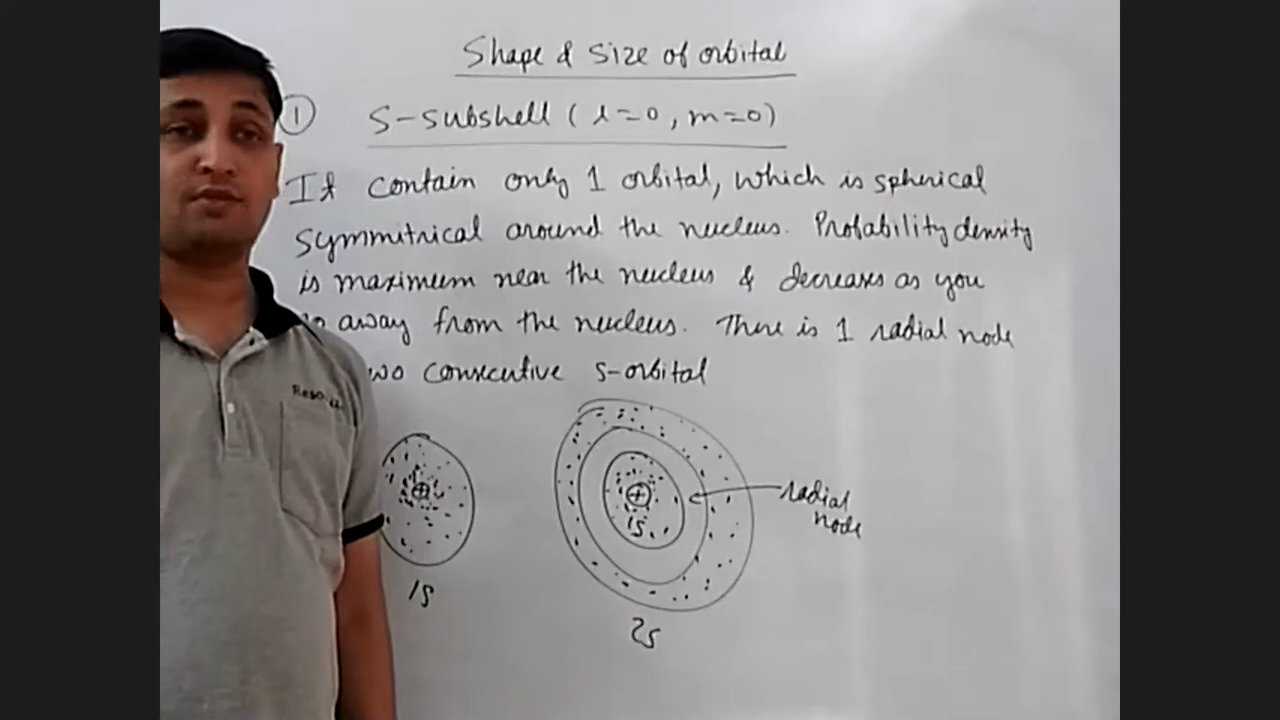 Shape & Size of orbital
① S-subshell (l=0, m=0)
It contain only 1 orbital, which is spherical
symmitrical around the nucleus. Probability density
is maximum near the nucleus & decreases as you
away from the nucleus. There is 1 radial node
wo consecutive s-orbital
1S
1S
2S
radial
node